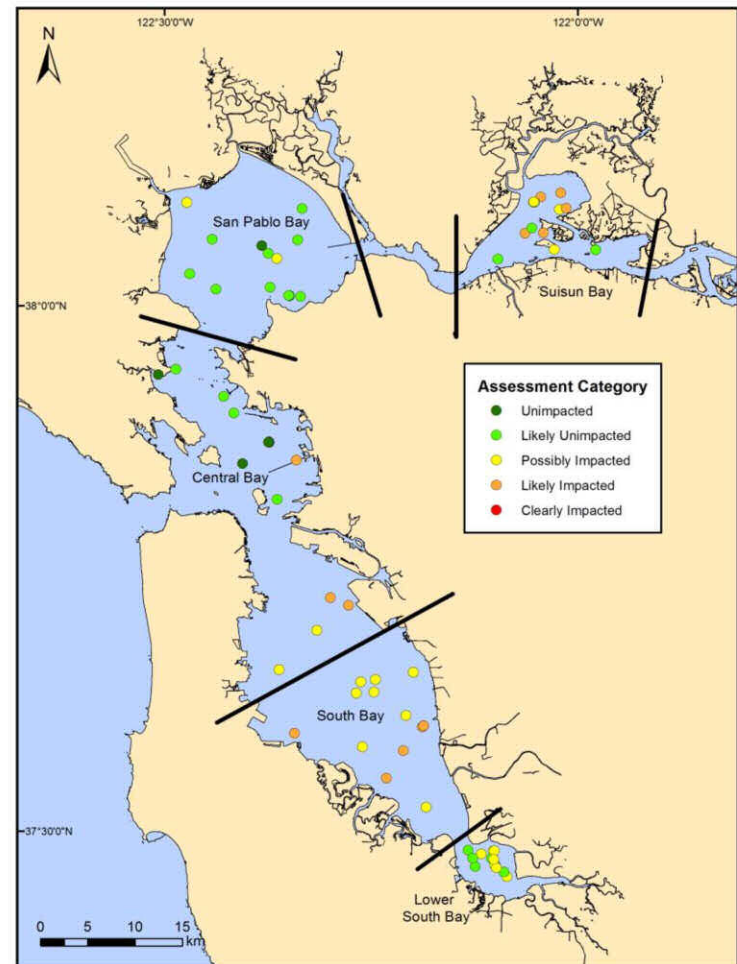 122°30'0"W
122°0'0"W
N
San Pablo Bay
38°0'0"N
Suisun Bay
Assessment Category
Unimpacted
Likely Unimpacted
Possibly Impacted
Likely Impacted
Clearly Impacted
Central Bay
South Bay
37°30'0"N
Lower
South Bay
0 5 10 15
km